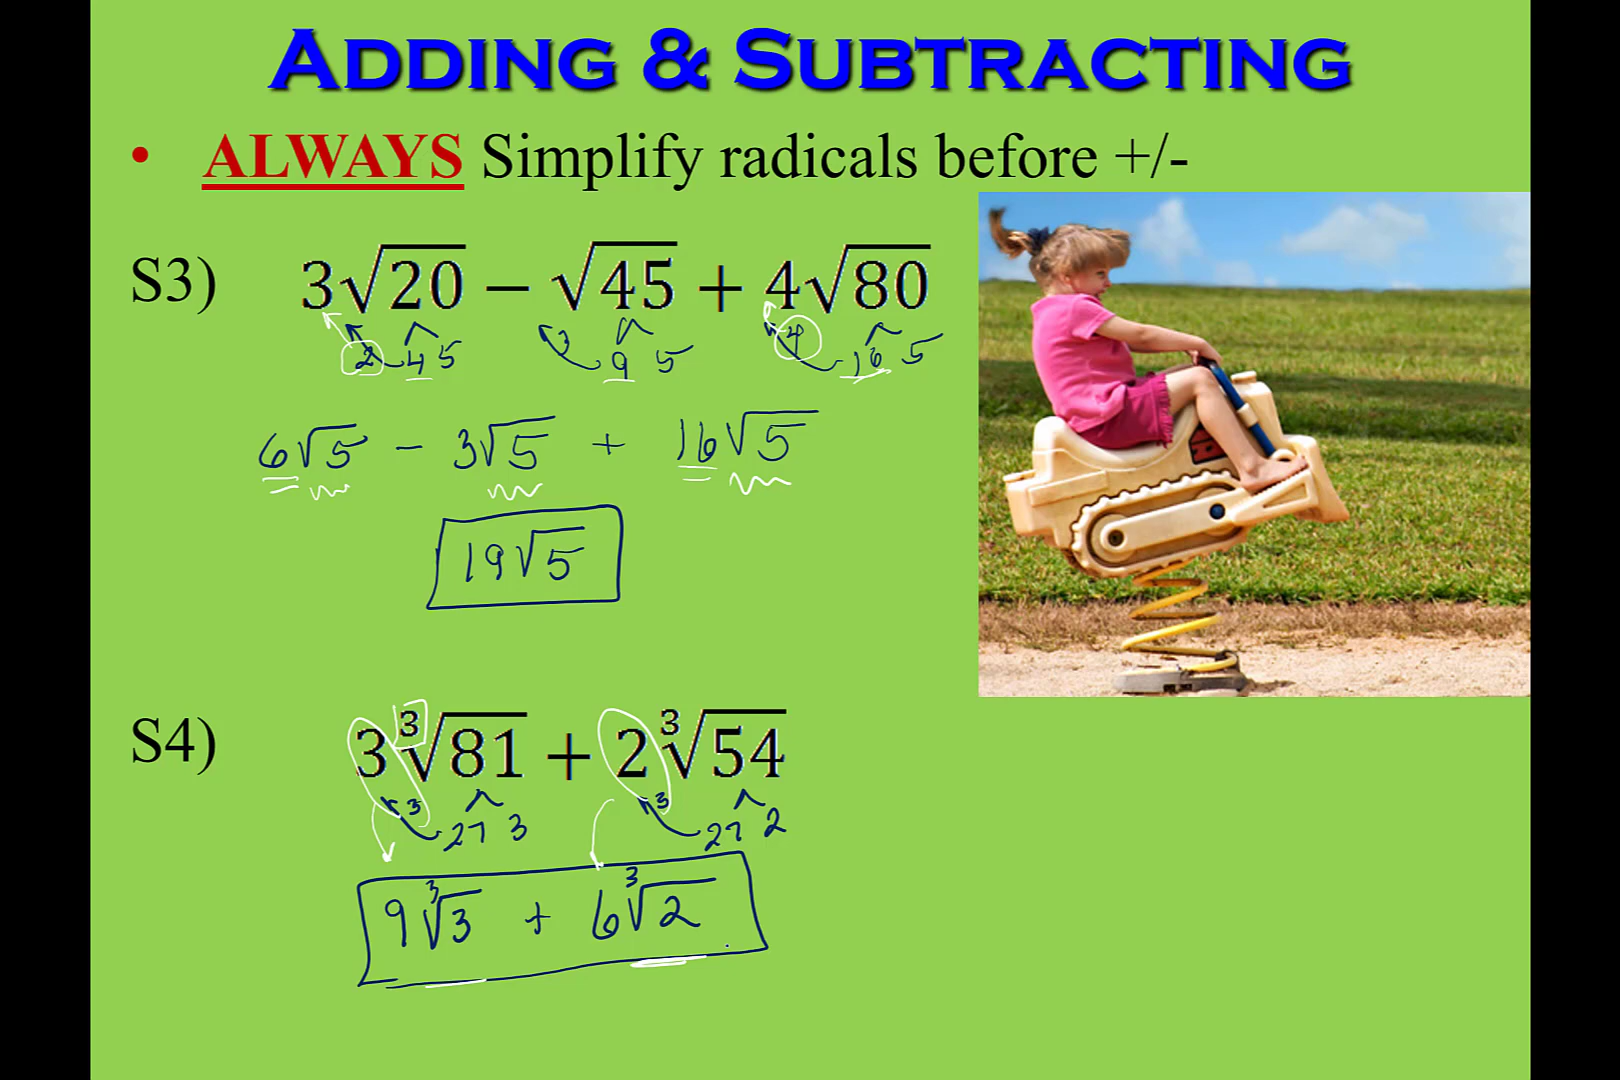 ADDING & SUBTRACTING
• ALWAYS Simplify radicals before +/-
S3) 3√20 − √45 + 4√80
2 4 5 3 9 5 4 16 5
6√5 − 3√5 + 16√5
19√5
S4) 3∛81 + 2∛54
3 27 3 3 27 2
9∛3 + 6∛2